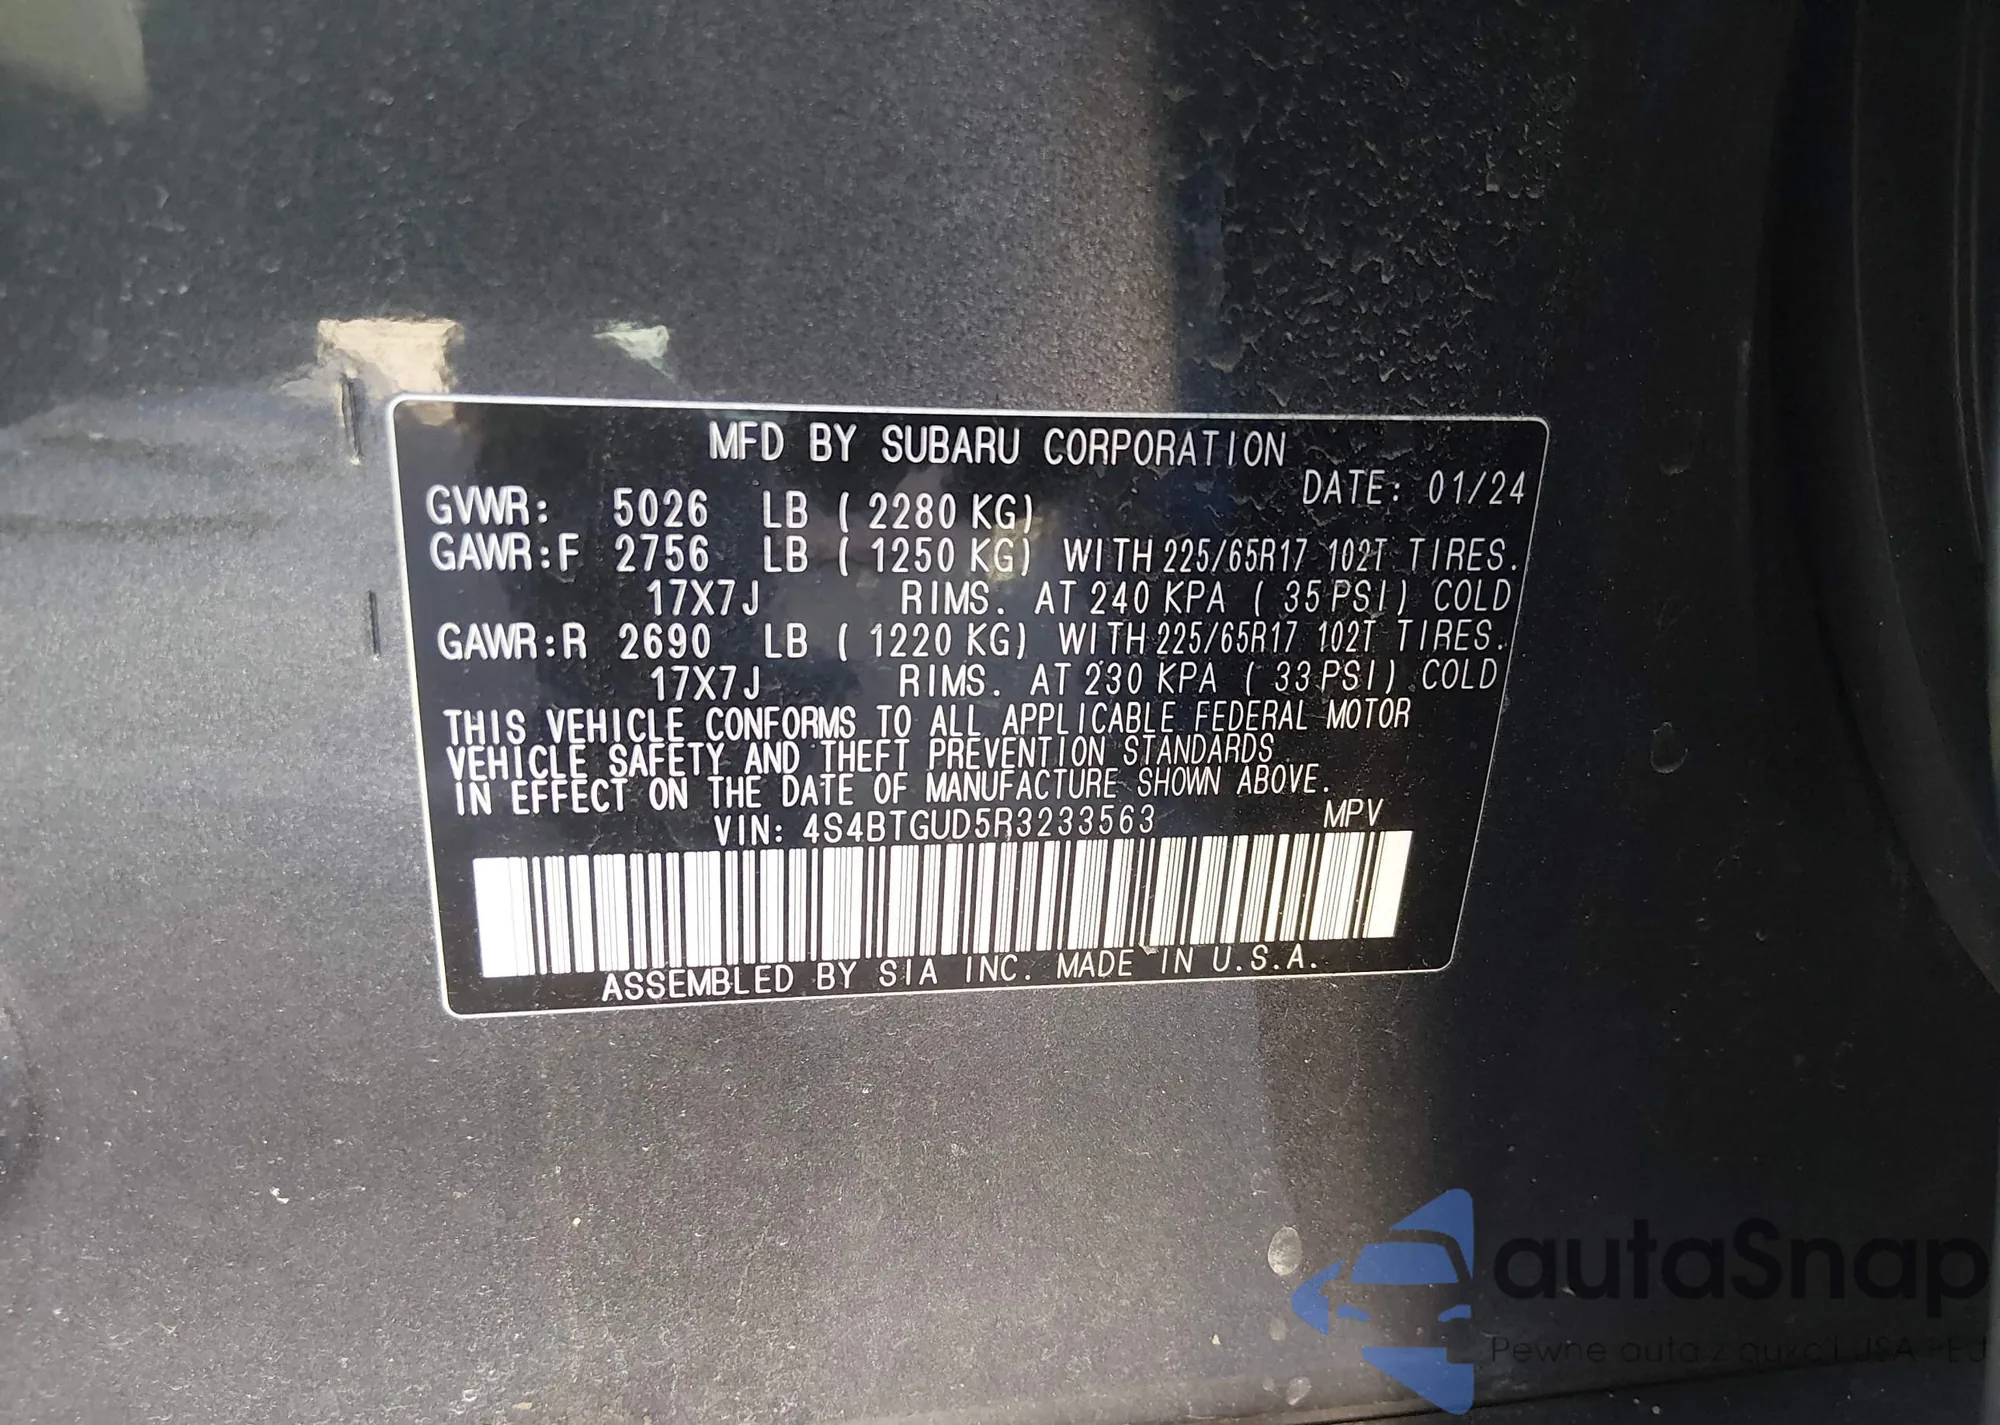 MFD BY SUBARU CORPORATION
DATE: 01/24
GVWR: 5026 LB ( 2280 KG)
GAWR:F 2756 LB ( 1250 KG) WITH 225/65R17 102T TIRES.
17X7J RIMS. AT 240 KPA ( 35 PSI) COLD
GAWR:R 2690 LB ( 1220 KG) WITH 225/65R17 102T TIRES.
17X7J RIMS. AT 230 KPA ( 33 PSI) COLD
THIS VEHICLE CONFORMS TO ALL APPLICABLE FEDERAL MOTOR
VEHICLE SAFETY AND THEFT PREVENTION STANDARDS
IN EFFECT ON THE DATE OF MANUFACTURE SHOWN ABOVE.
VIN: 4S4BTGUD5R3233563 MPV
ASSEMBLED BY SIA INC. MADE IN U.S.A.
autaSnap
Pewne auta z aukcji USA